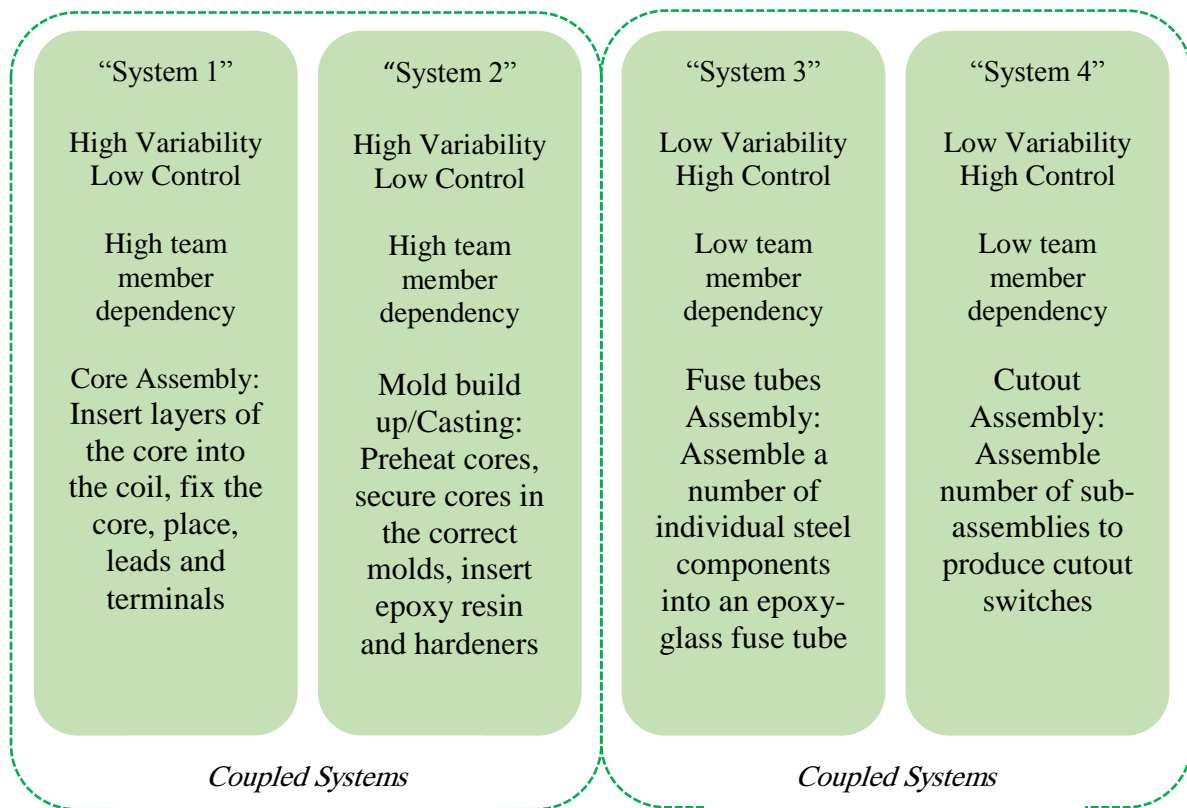 “System 1”
High Variability
Low Control
High team
member
dependency
Core Assembly:
Insert layers of
the core into
the coil, fix the
core, place,
leads and
terminals
“System 2”
High Variability
Low Control
High team
member
dependency
Mold build
up/Casting:
Preheat cores,
secure cores in
the correct
molds, insert
epoxy resin
and hardeners
Coupled Systems
“System 3”
Low Variability
High Control
Low team
member
dependency
Fuse tubes
Assembly:
Assemble a
number of
individual steel
components
into an epoxy-
glass fuse tube
“System 4”
Low Variability
High Control
Low team
member
dependency
Cutout
Assembly:
Assemble
number of sub-
assemblies to
produce cutout
switches
Coupled Systems